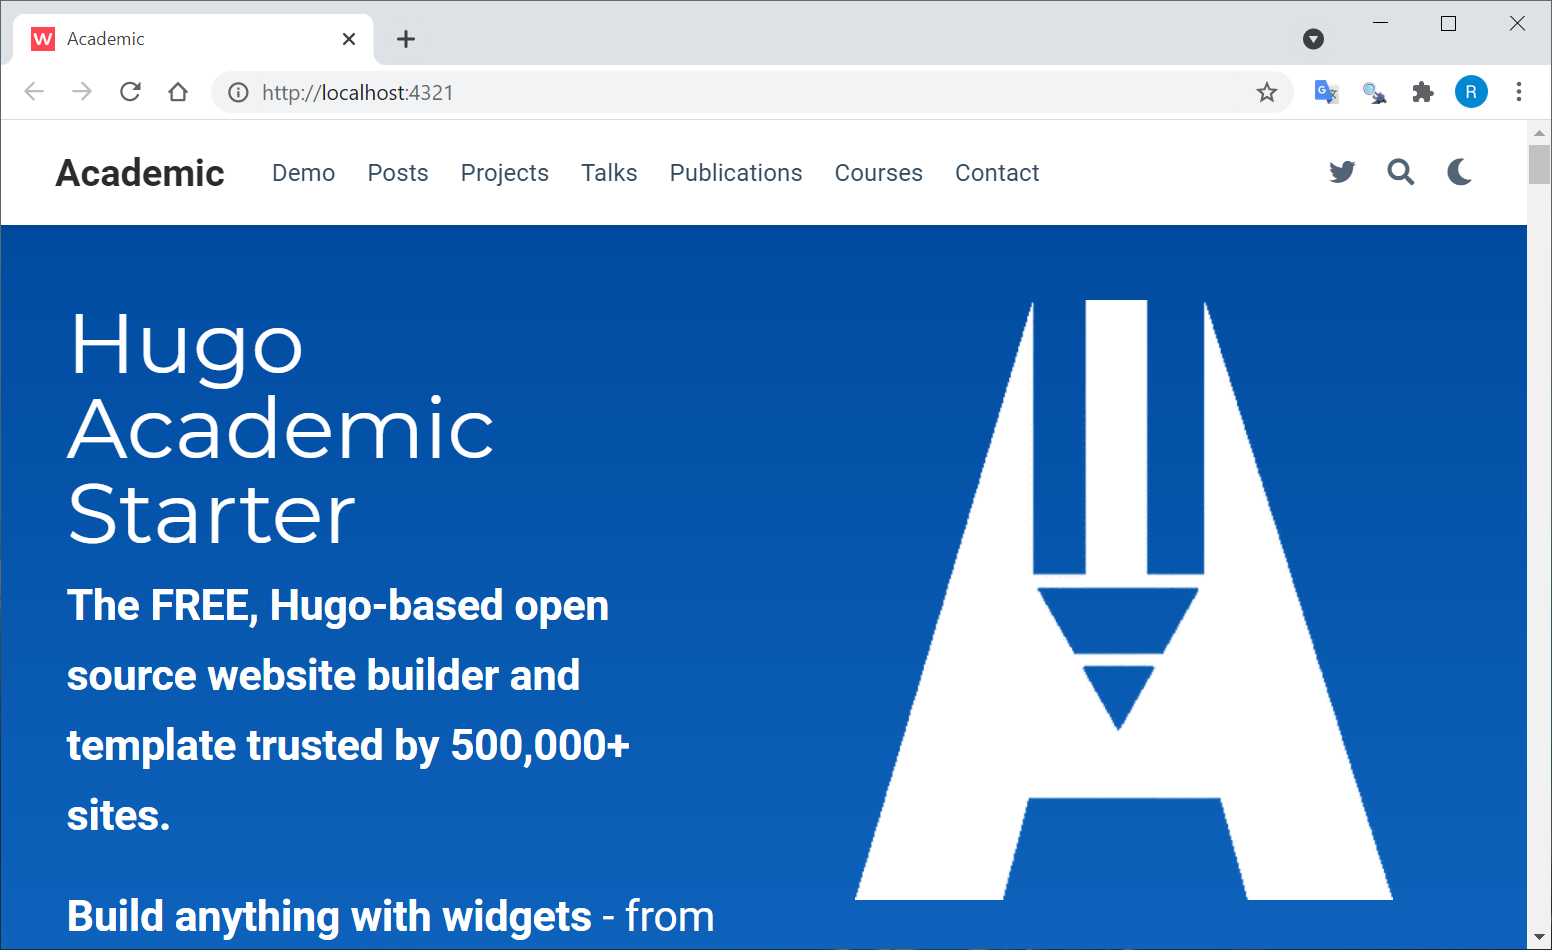 Academic
http://localhost:4321
R
Academic Demo Posts Projects Talks Publications Courses Contact
Hugo
Academic
Starter
The FREE, Hugo-based open
source website builder and
template trusted by 500,000+
sites.
Build anything with widgets - from